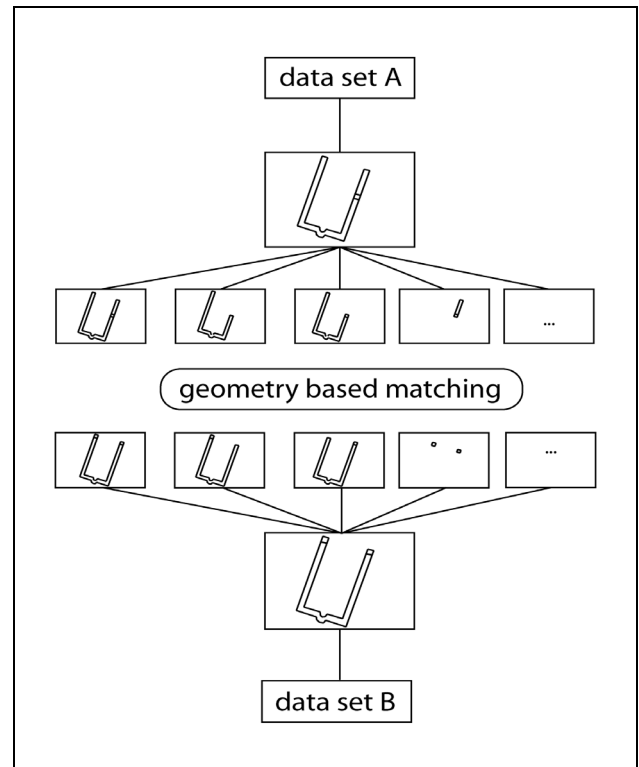 data set A
...
geometry based matching
...
data set B